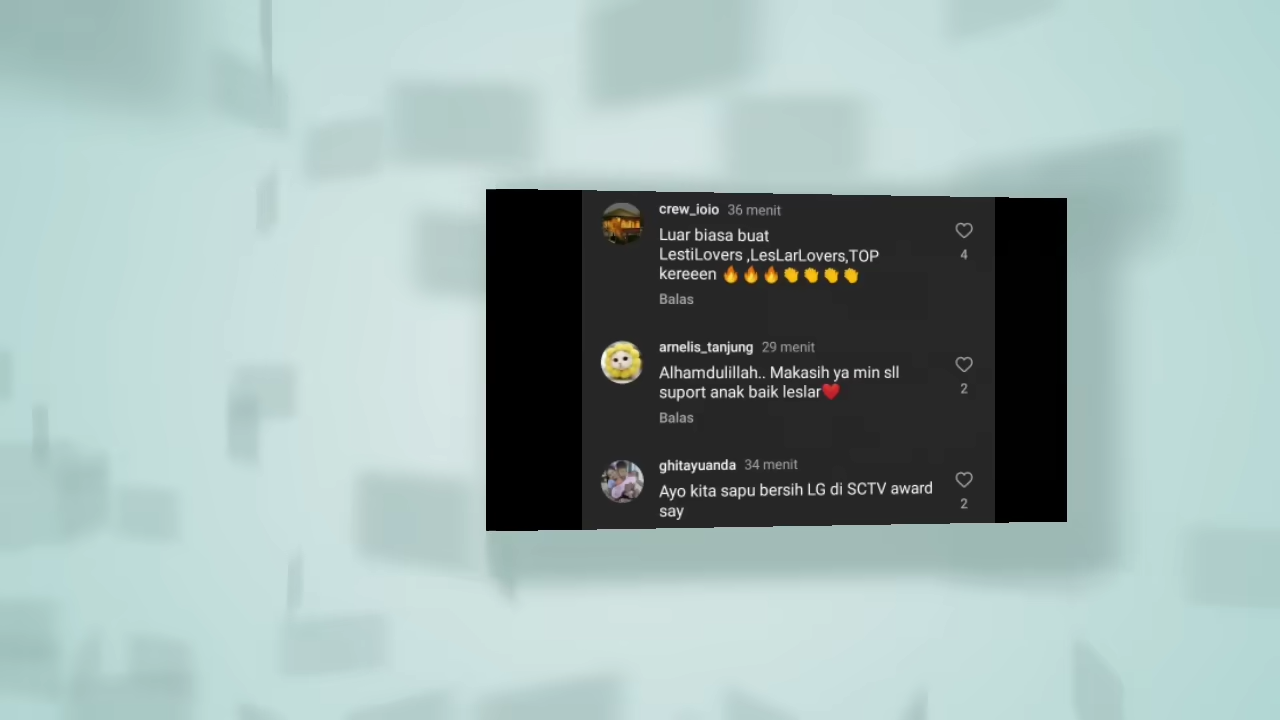 crew_ioio 36 menit
Luar biasa buat
LestiLovers ,LesLarLovers,TOP
kereeen 🔥🔥🔥👏👏👏👏
4
Balas
arnelis_tanjung 29 menit
Alhamdulillah.. Makasih ya min sll
suport anak baik leslar❤️
2
Balas
ghitayuanda 34 menit
Ayo kita sapu bersih LG di SCTV award
say
2